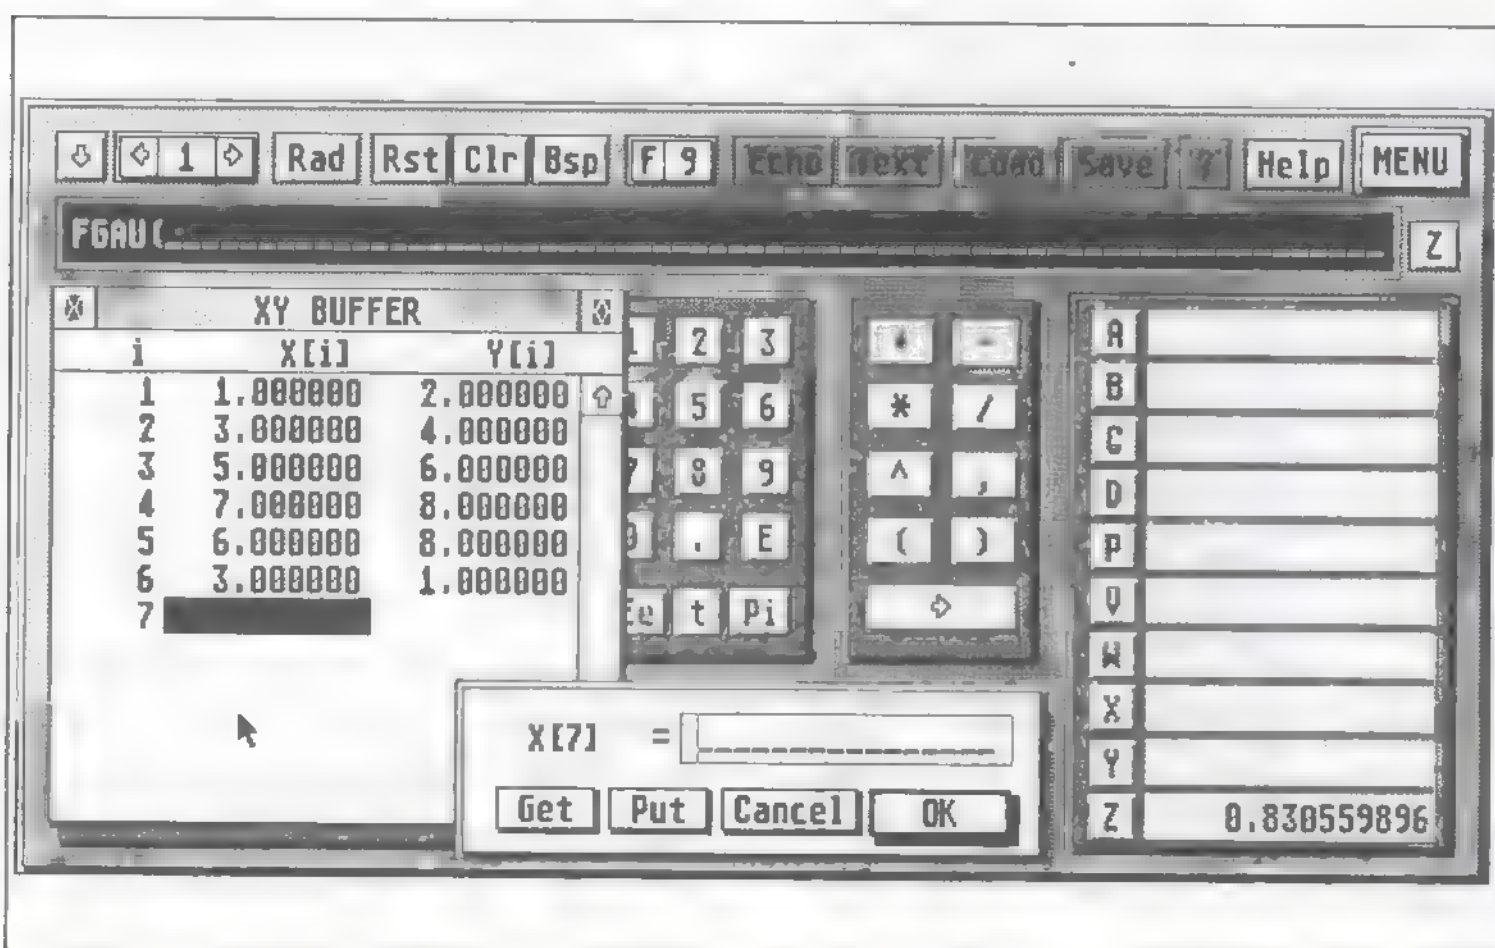 1 Rad Rst Clr Bsp F 9 Echo Text Load Save ? Help MENU
FGAU(
Z
XY BUFFER
i X[i] Y[i]
1 1.000000 2.000000
2 3.000000 4.000000
3 5.000000 6.000000
4 7.000000 8.000000
5 6.000000 8.000000
6 3.000000 1.000000
7
2 3
5 6
8 9
. E
t Pi
* /
^ ,
( )
A
B
C
D
P
W
X
Y
Z 0.830559896
X[7] =
Get Put Cancel OK